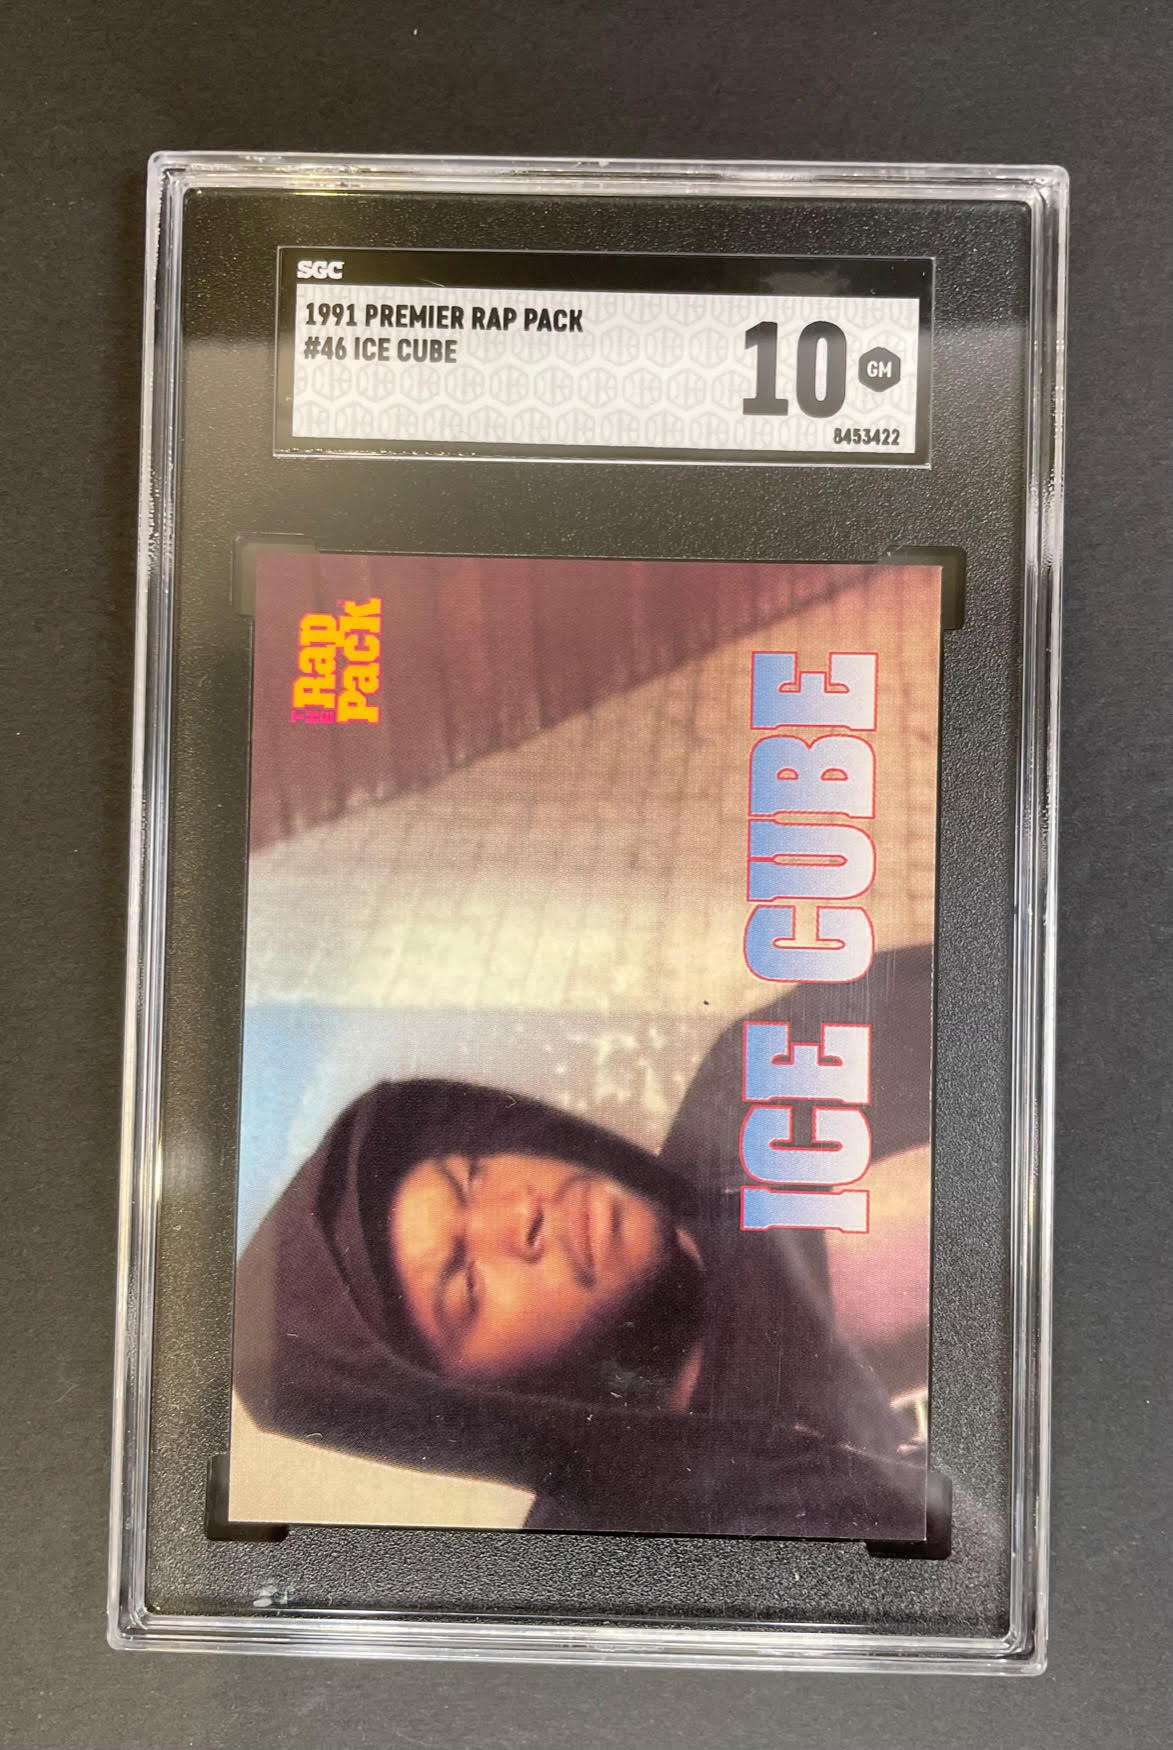 SGC
1991 PREMIER RAP PACK
#46 ICE CUBE
10 GM
8453422
THE
Rap
Pack
ICE CUBE